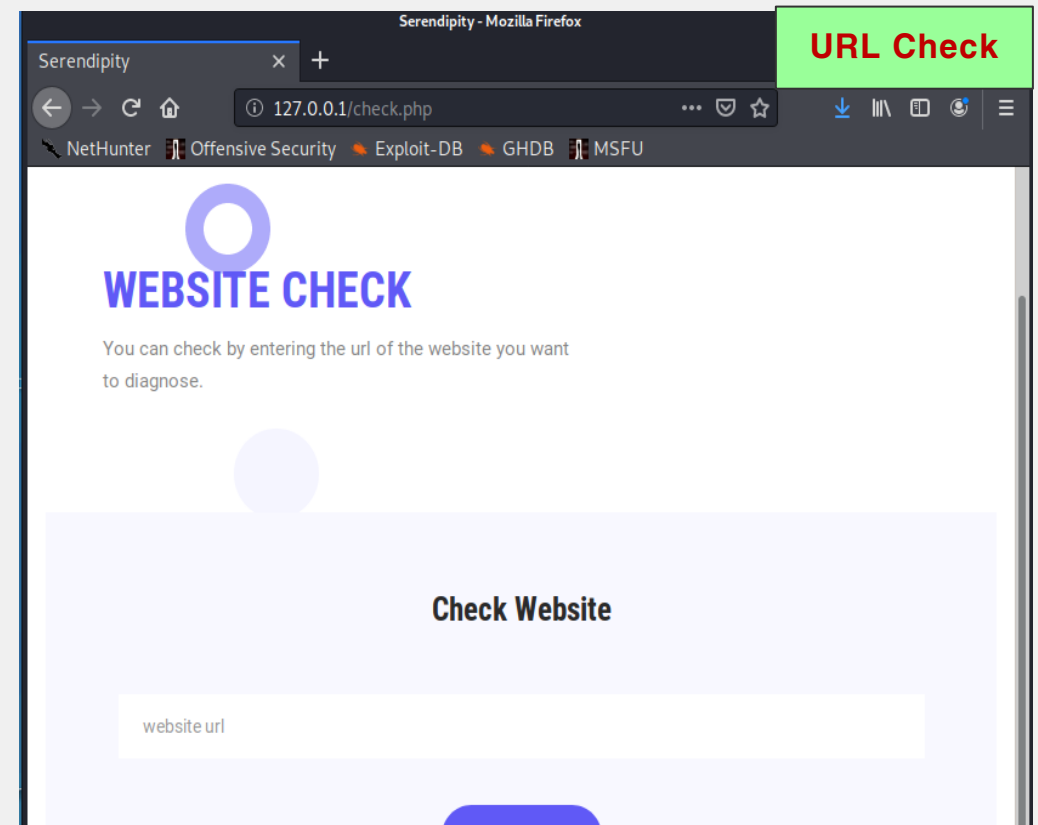 Serendipity - Mozilla Firefox
URL Check
Serendipity
127.0.0.1/check.php
NetHunter Offensive Security Exploit-DB GHDB MSFU
WEBSITE CHECK
You can check by entering the url of the website you want
to diagnose.
Check Website
website url